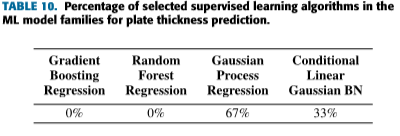 TABLE 10. Percentage of selected supervised learning algorithms in the
ML model families for plate thickness prediction.
Gradient Random Gaussian Conditional
Boosting Forest Process Linear
Regression Regression Regression Gaussian BN
0% 0% 67% 33%